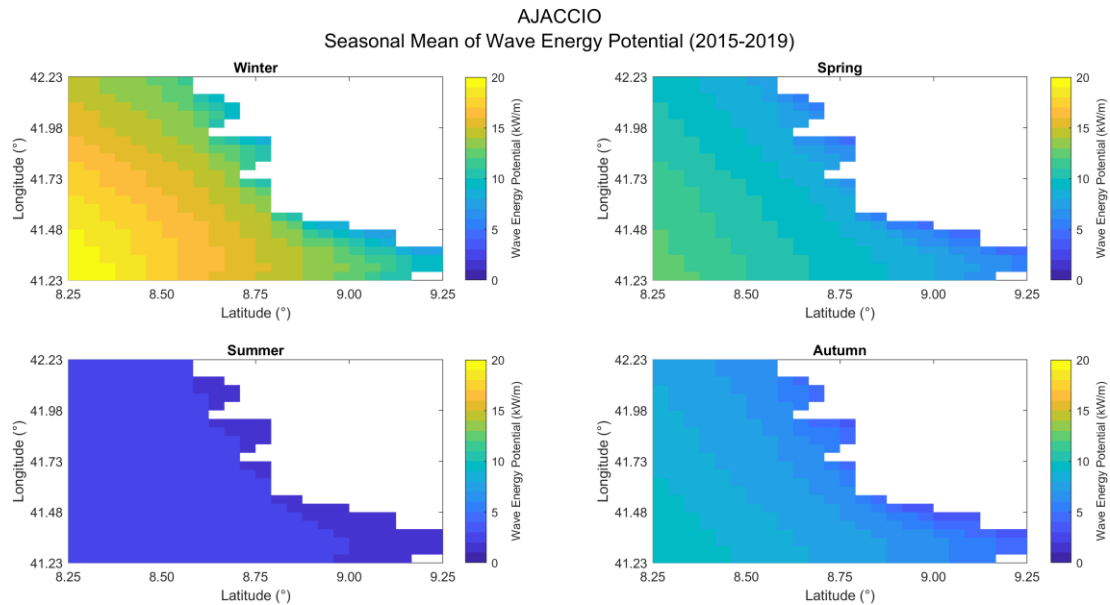 AJACCIO
Seasonal Mean of Wave Energy Potential (2015-2019)
Winter
42.23
41.98
41.73
41.48
41.23
Longitude (°)
8.25 8.50 8.75 9.00 9.25
Latitude (°)
20
15
10
5
0
Wave Energy Potential (kW/m)
Spring
42.23
41.98
41.73
41.48
41.23
Longitude (°)
8.25 8.50 8.75 9.00 9.25
Latitude (°)
20
15
10
5
0
Wave Energy Potential (kW/m)
Summer
42.23
41.98
41.73
41.48
41.23
Longitude (°)
8.25 8.50 8.75 9.00 9.25
Latitude (°)
20
15
10
5
0
Wave Energy Potential (kW/m)
Autumn
42.23
41.98
41.73
41.48
41.23
Longitude (°)
8.25 8.50 8.75 9.00 9.25
Latitude (°)
20
15
10
5
0
Wave Energy Potential (kW/m)